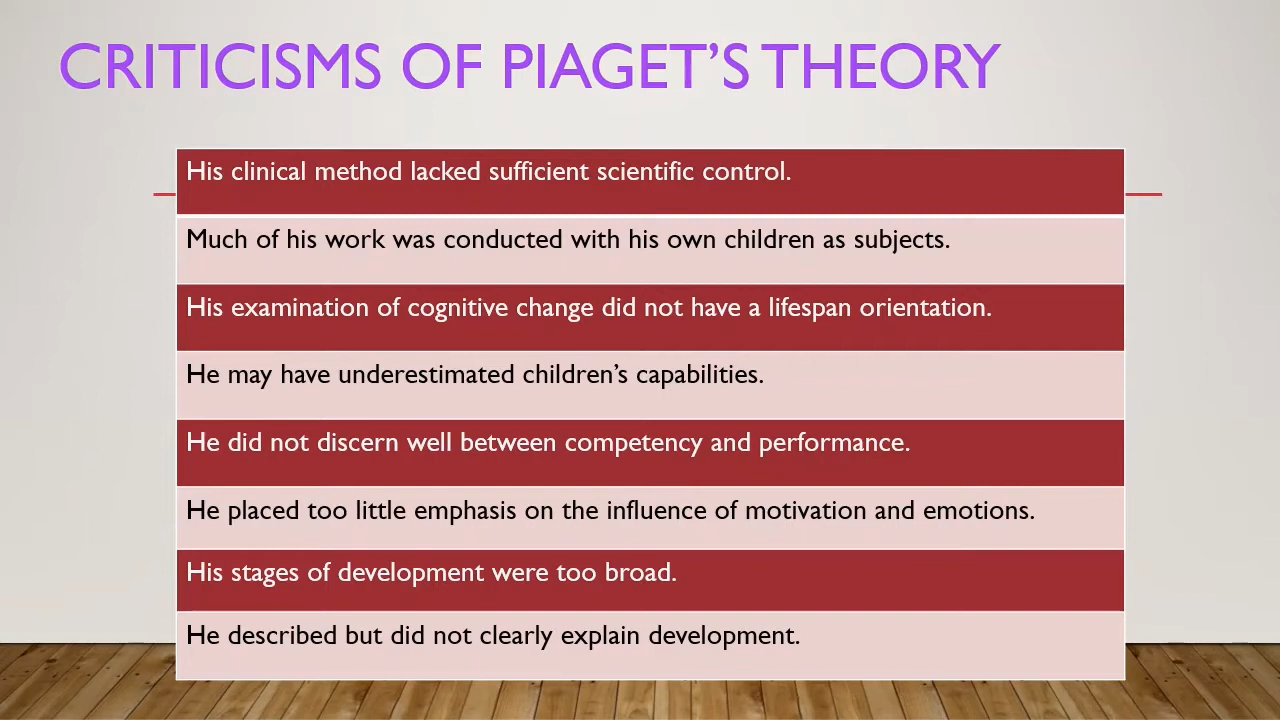 CRITICISMS OF PIAGET’S THEORY
His clinical method lacked sufficient scientific control.
Much of his work was conducted with his own children as subjects.
His examination of cognitive change did not have a lifespan orientation.
He may have underestimated children’s capabilities.
He did not discern well between competency and performance.
He placed too little emphasis on the influence of motivation and emotions.
His stages of development were too broad.
He described but did not clearly explain development.